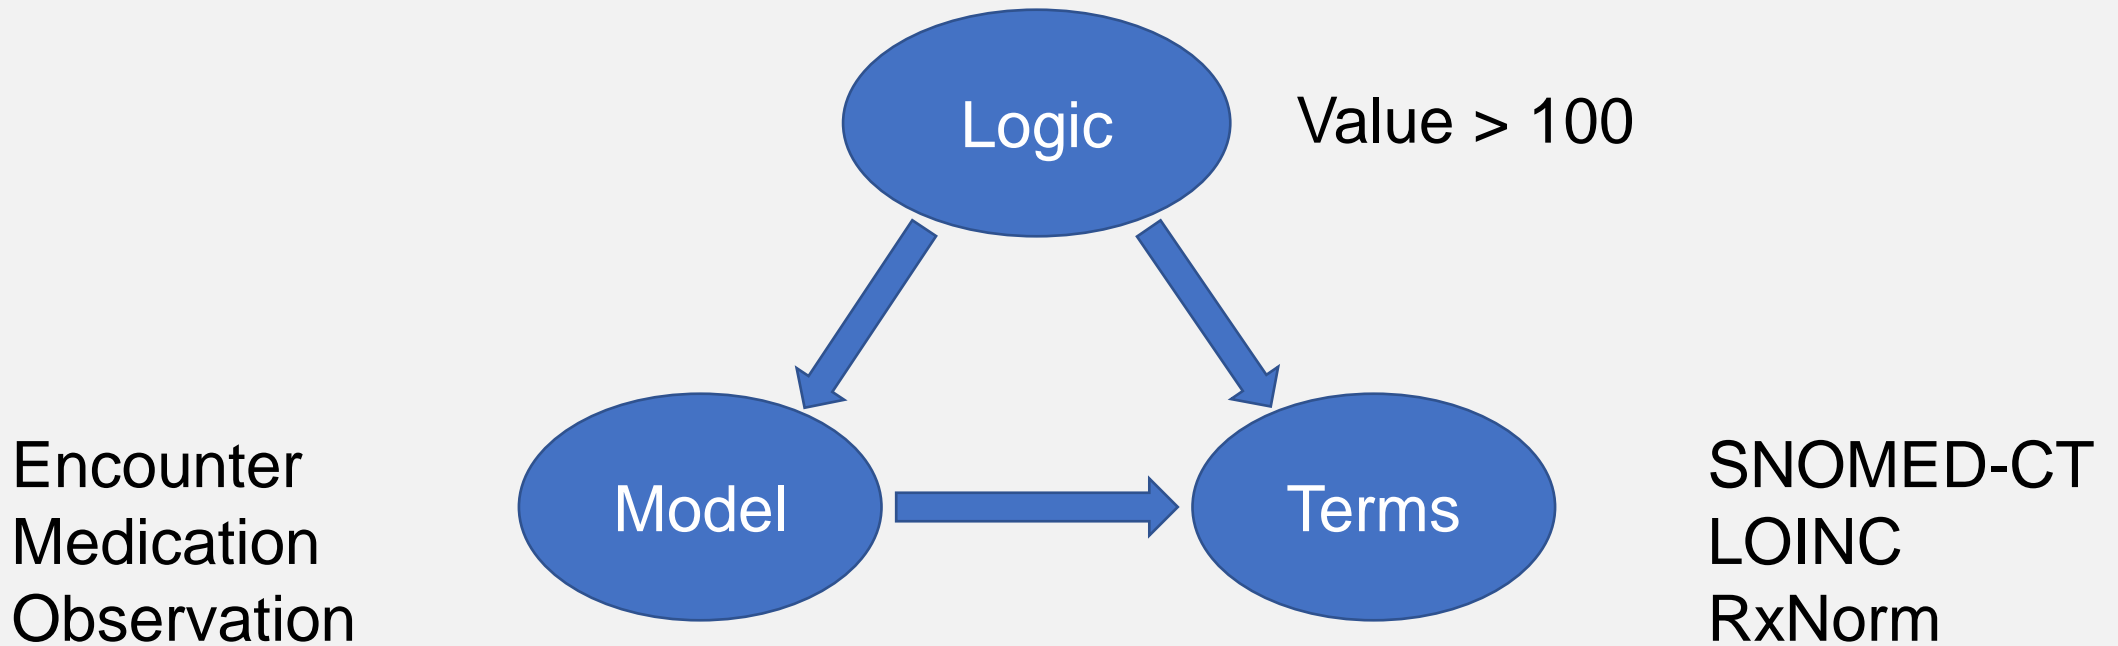 Logic
Value > 100
Encounter
Medication
Observation
Model
Terms
SNOMED-CT
LOINC
RxNorm